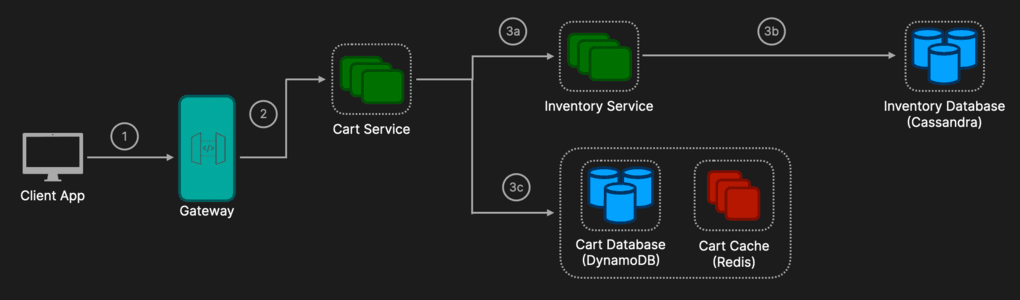 3a
3b
Inventory Service
Inventory Database
(Cassandra)
2
Cart Service
1
</>
Client App
Gateway
3c
Cart Database
(DynamoDB)
Cart Cache
(Redis)